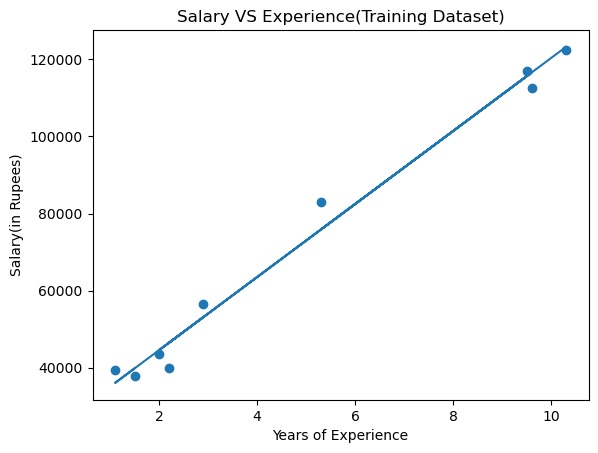 Salary VS Experience(Training Dataset)
120000
100000
80000
60000
40000
Salary(in Rupees)
2 4 6 8 10
Years of Experience